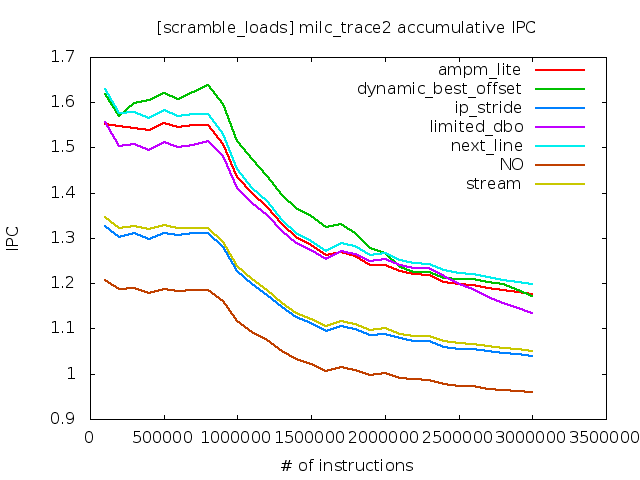 [scramble_loads] milc_trace2 accumulative IPC
1.7
1.6
1.5
1.4
1.3
1.2
1.1
1
0.9
IPC
ampm_lite
dynamic_best_offset
ip_stride
limited_dbo
next_line
NO
stream
0 500000 1000000 1500000 2000000 2500000 3000000 3500000
# of instructions